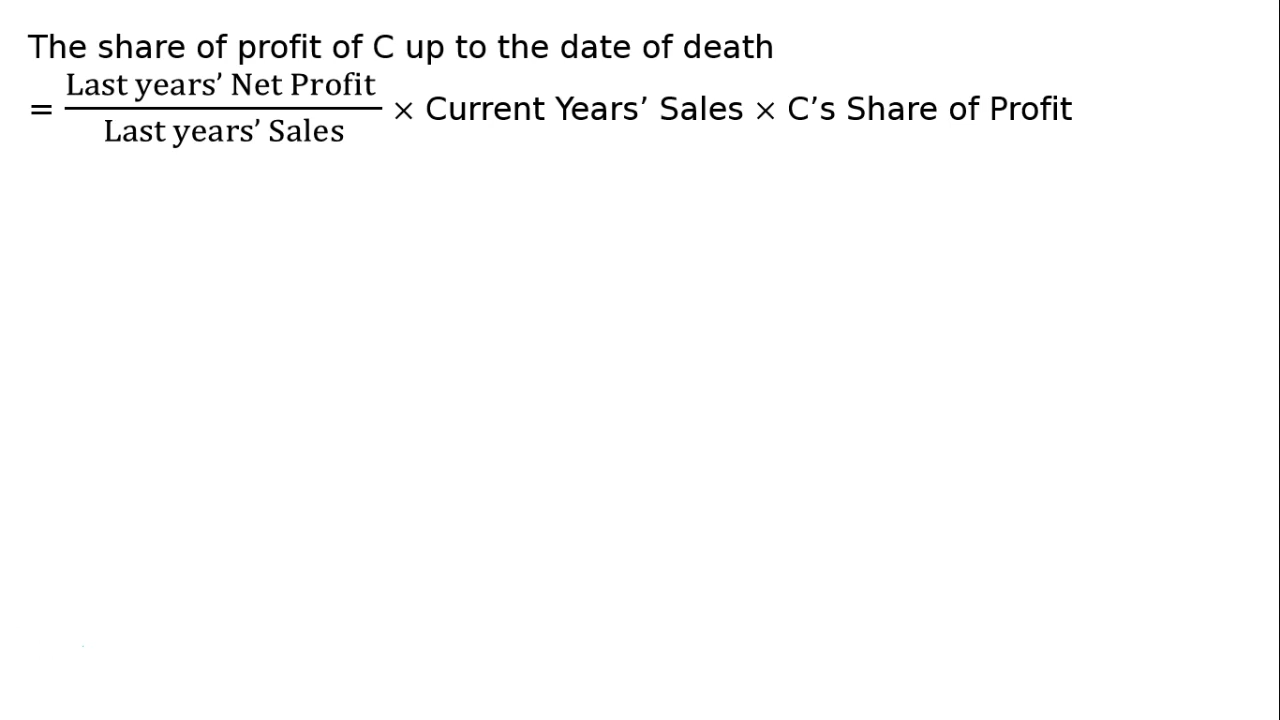 The share of profit of C up to the date of death
= Last years’ Net Profit / Last years’ Sales × Current Years’ Sales × C’s Share of Profit